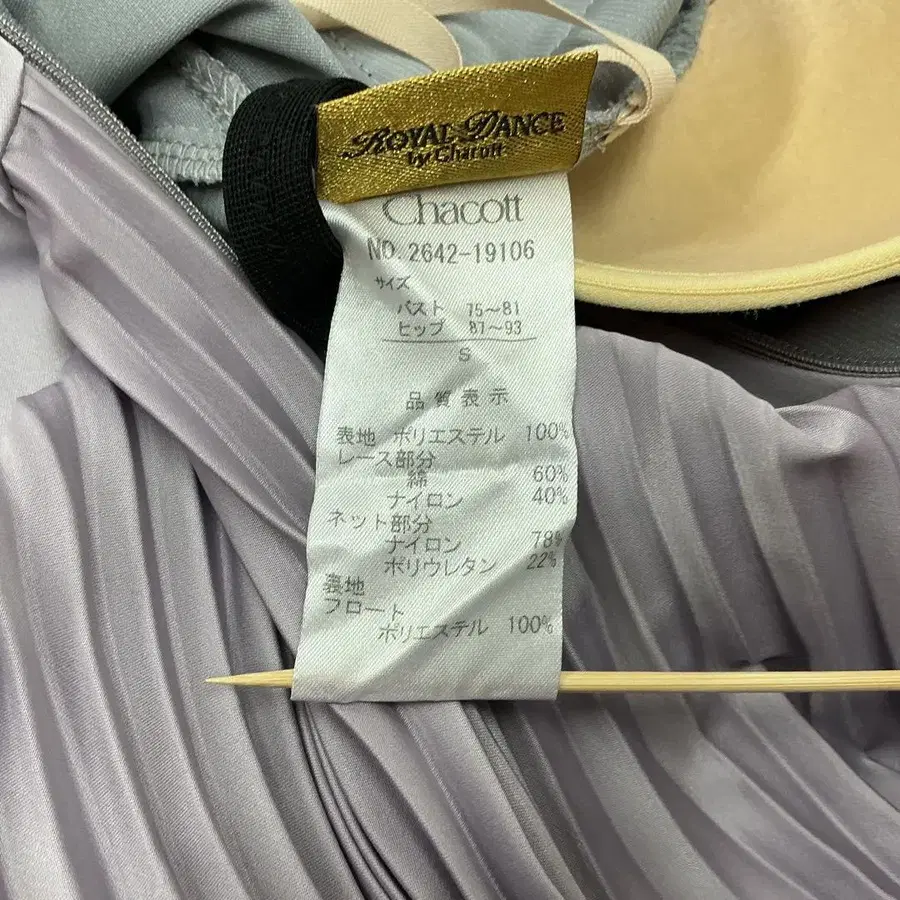 ROYAL DANCE
by Chacott
Chacott
NO. 2642-19106
サイズ
バスト 75～81
ヒップ 87～93
S
品質表示
表地 ポリエステル 100%
レース部分
綿 60%
ナイロン 40%
ネット部分
ナイロン 78%
ポリウレタン 22%
表地
フロート
ポリエステル 100%